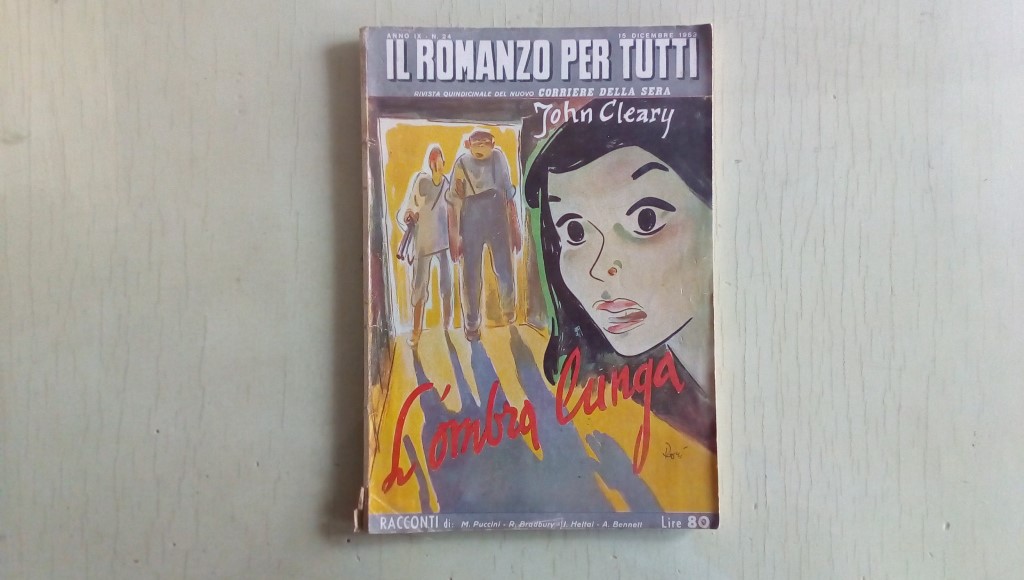 ANNO IX - N. 24 15 DICEMBRE 1953
IL ROMANZO PER TUTTI
RIVISTA QUINDICINALE DEL NUOVO CORRIERE DELLA SERA
John Cleary
L'ombra lunga
RACCONTI di: M. Puccini - R. Bradbury - J. Heltai - A. Bennett Lire 80